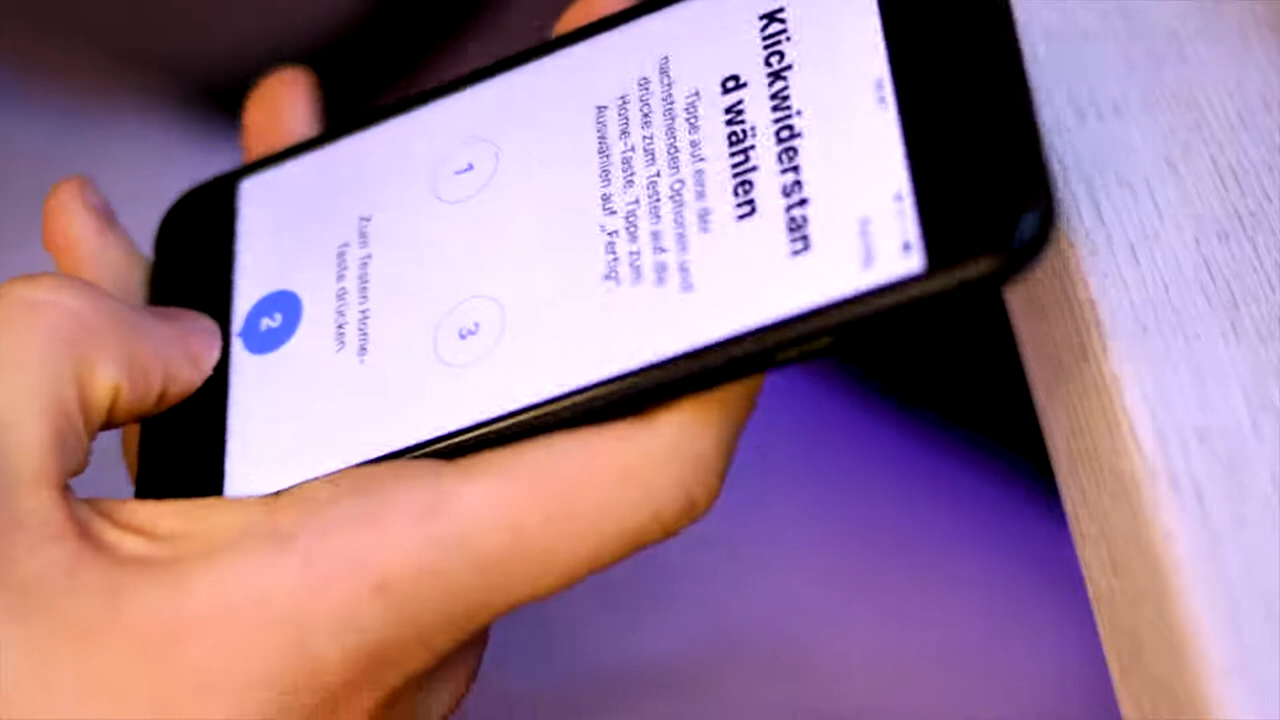 Klickwiderstan
d wählen
Tippe auf eine der
nachstehenden Optionen und
drücke zum Testen auf die
Home-Taste. Tippe zum
Auswählen auf „Fertig“.
1
3
2
Zum Testen Home-
Taste drücken.